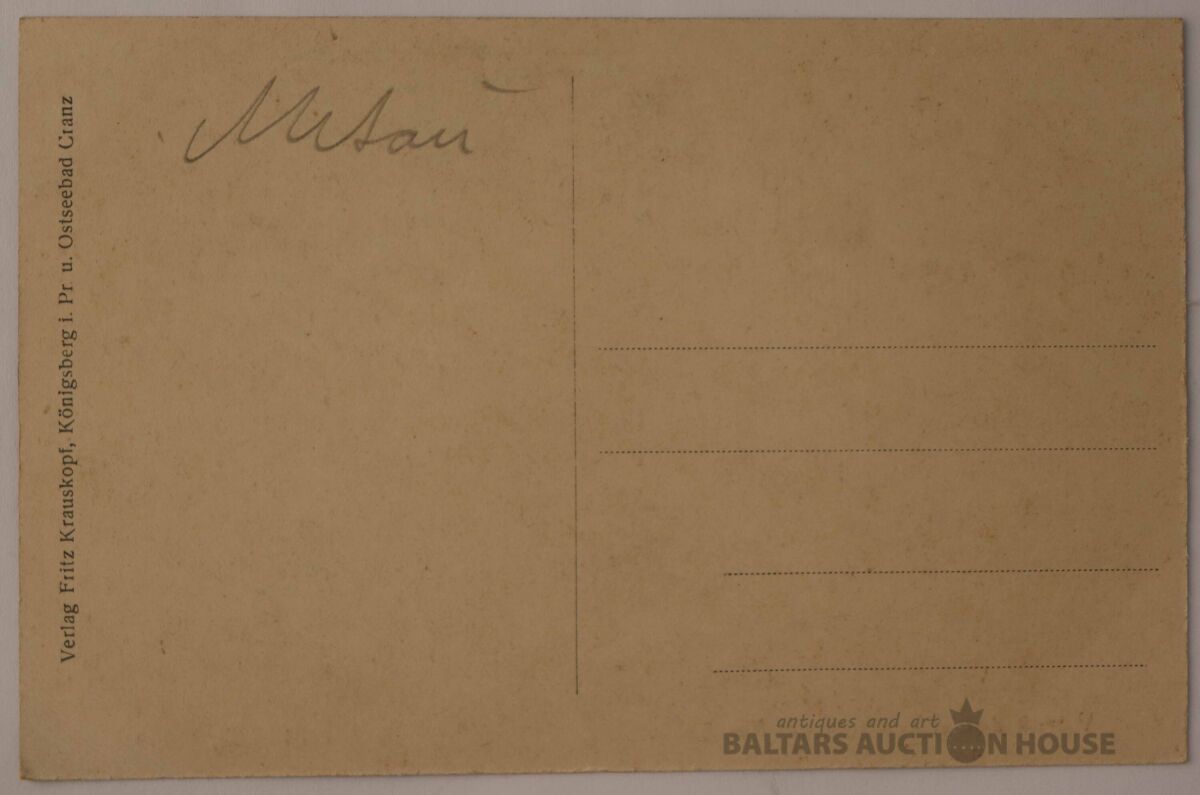 Mitau
Verlag Fritz Krauskopf, Königsberg i. Pr. u. Ostseebad Cranz
antiques and art
BALTARS AUCTION HOUSE